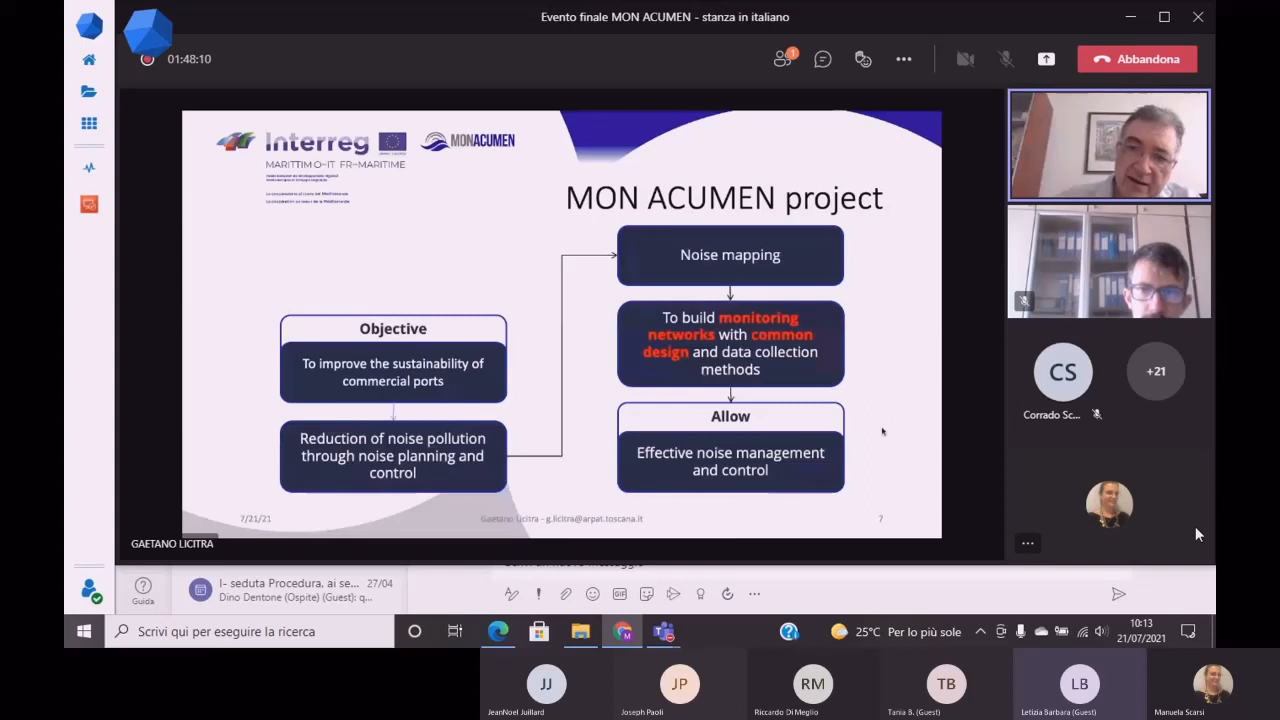 Evento finale MON ACUMEN - stanza in italiano
01:48:10
1
Abbandona
Interreg
MARITTIMO-IT FR-MARITIME
MONACUMEN
MON ACUMEN project
Objective
To improve the sustainability of
commercial ports
Reduction of noise pollution
through noise planning and
control
Noise mapping
To build monitoring
networks with common
design and data collection
methods
Allow
Effective noise management
and control
7/21/21
Gaetano Licitra - g.licitra@arpat.toscana.it
7
GAETANO LICITRA
CS
Corrado Sc...
+21
Guida
I- seduta Procedura, ai se...
27/04
Dino Dentone (Ospite) (Guest): q...
GIF
Scrivi qui per eseguire la ricerca
25°C Per lo più sole
10:13
21/07/2021
JJ
JeanNoel Juillard
JP
Joseph Paoli
RM
Riccardo Di Meglio
TB
Tania B. (Guest)
LB
Letizia Barbara (Guest)
Manuela Scarsi